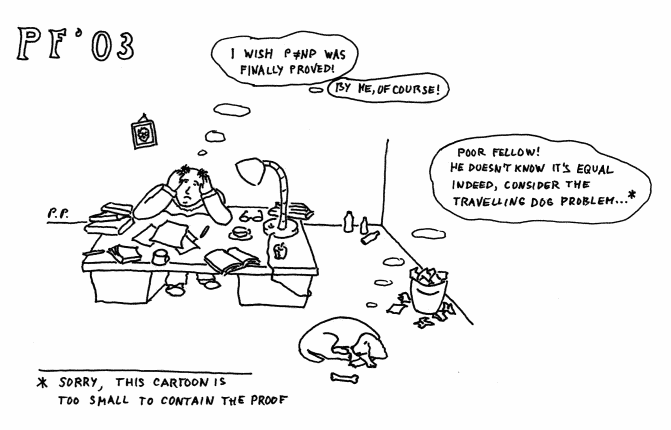 PF'03
I WISH P≠NP WAS
FINALLY PROVED!
BY ME, OF COURSE!
POOR FELLOW!
HE DOESN'T KNOW IT'S EQUAL
INDEED, CONSIDER THE
TRAVELLING DOG PROBLEM...*
P.P.
* SORRY, THIS CARTOON IS
TOO SMALL TO CONTAIN THE PROOF